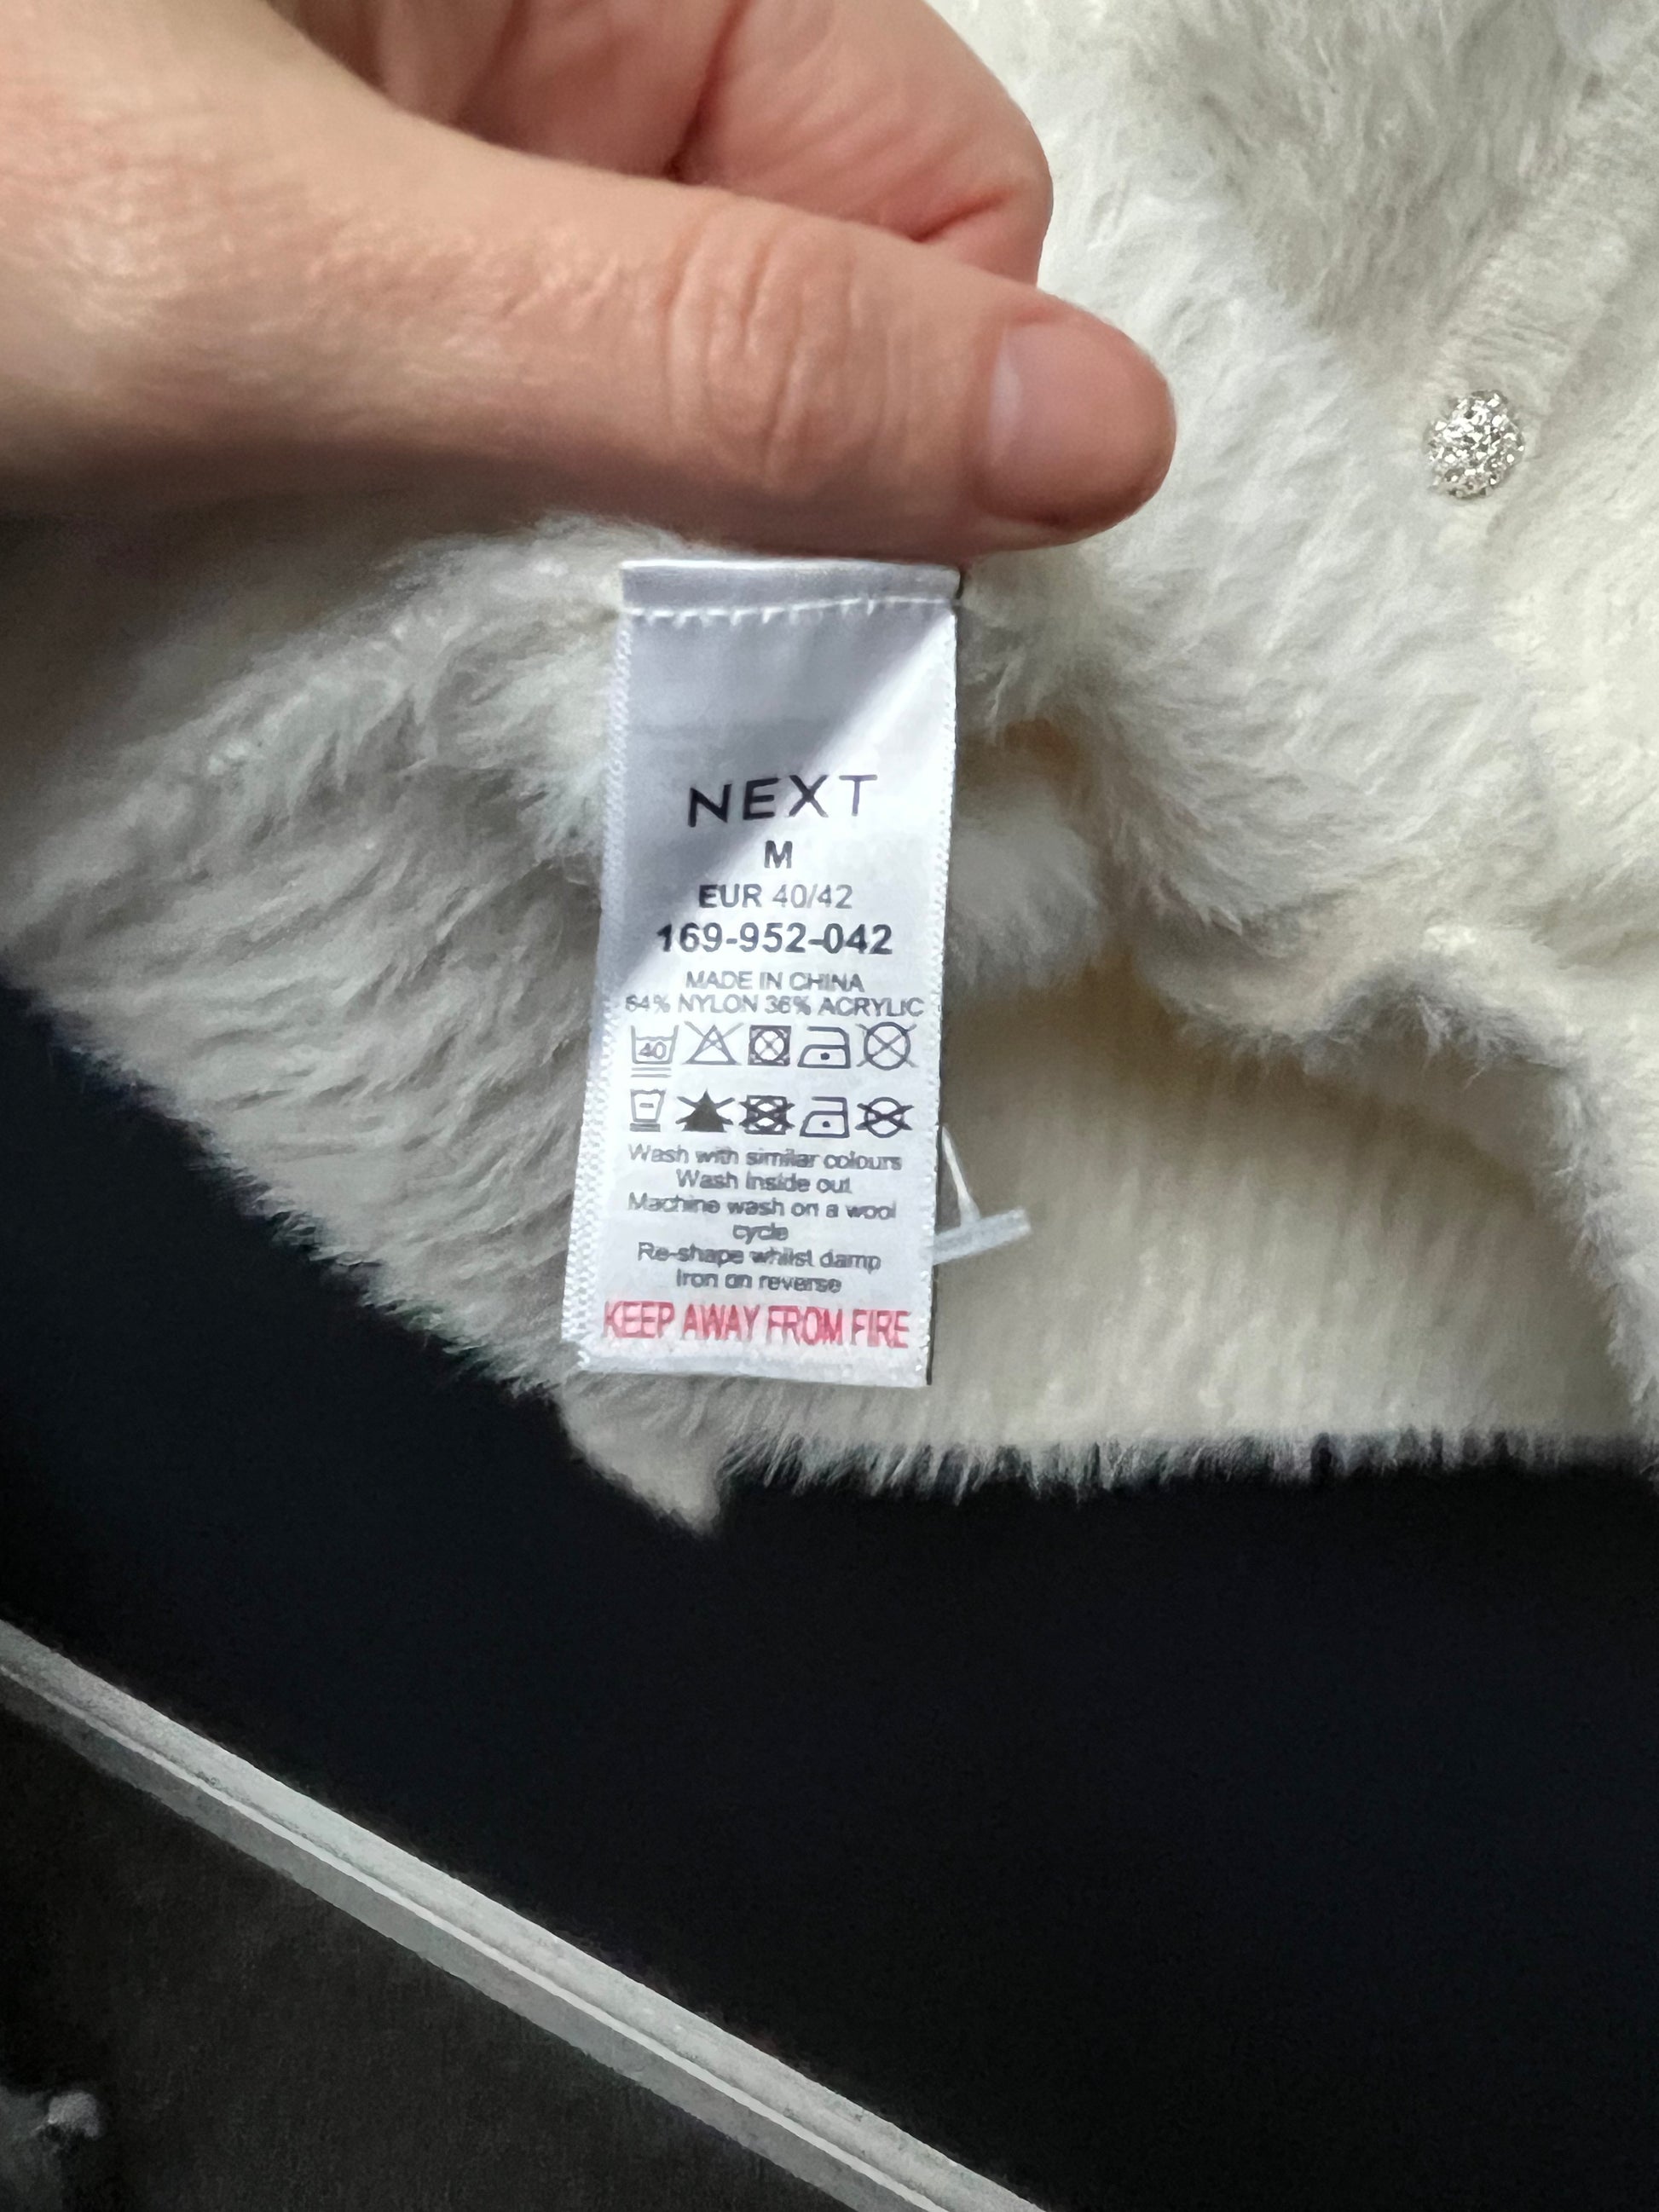 NEXT
M
EUR 40/42
169-952-042
MADE IN CHINA
64% NYLON 36% ACRYLIC
40
Wash with similar colours
Wash inside out
Machine wash on a wool
cycle
Re-shape whilst damp
Iron on reverse
KEEP AWAY FROM FIRE